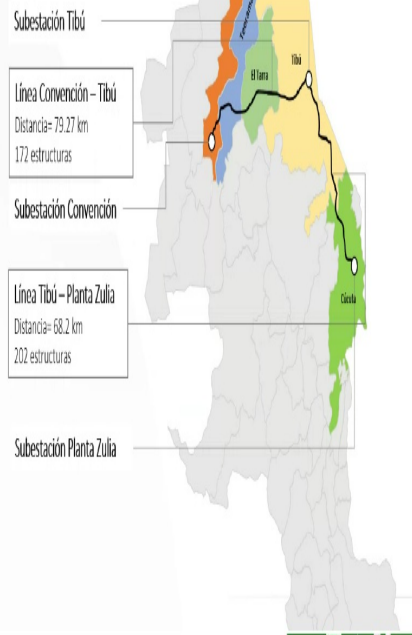 Subestación Tibú
Línea Convención – Tibú
Distancia= 79.27 km
172 estructuras
Subestación Convención
Línea Tibú – Planta Zulia
Distancia= 68.2 km
202 estructuras
Subestación Planta Zulia
El Tarra
Tibú
Cúcuta